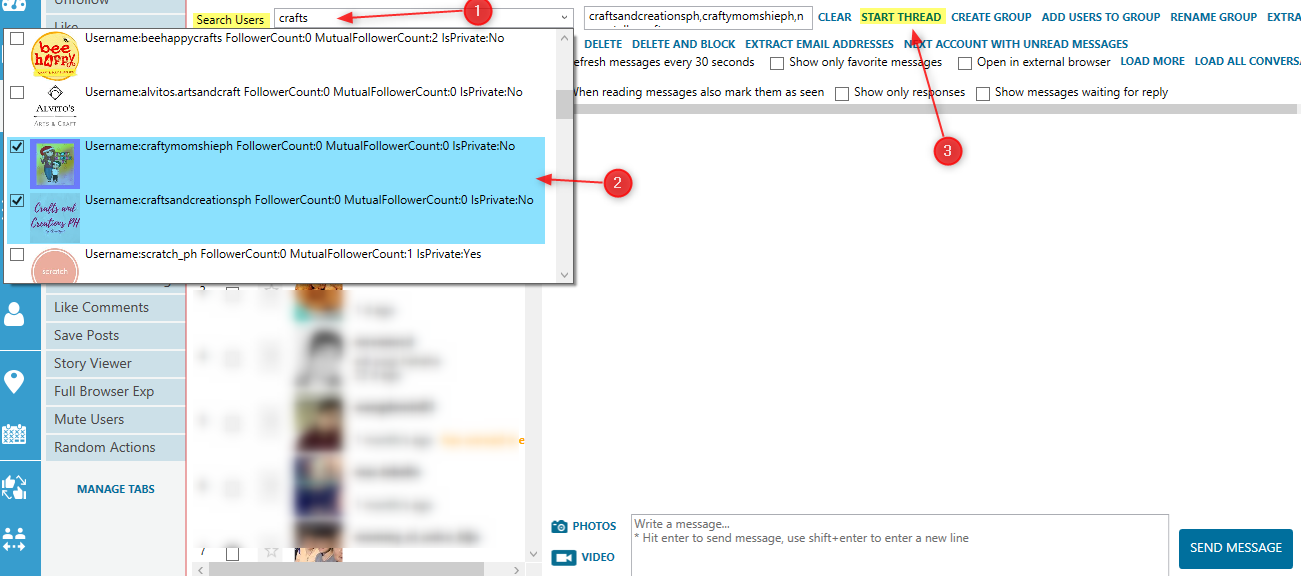 Unfollow
Like
Search Users
crafts
1
craftsandcreationsph,craftymomshieph,n
CLEAR
START THREAD
CREATE GROUP
ADD USERS TO GROUP
RENAME GROUP
EXTRA
DELETE
DELETE AND BLOCK
EXTRACT EMAIL ADDRESSES
NEXT ACCOUNT WITH UNREAD MESSAGES
efresh messages every 30 seconds
Show only favorite messages
Open in external browser
LOAD MORE
LOAD ALL CONVERSA
When reading messages also mark them as seen
Show only responses
Show messages waiting for reply
bee
happy
Username:beehappycrafts FollowerCount:0 MutualFollowerCount:2 IsPrivate:No
ALVITO'S
ARTS & CRAFT
Username:alvitos.artsandcraft FollowerCount:0 MutualFollowerCount:0 IsPrivate:No
Username:craftymomshieph FollowerCount:0 MutualFollowerCount:0 IsPrivate:No
2
3
Crafts and
Creations PH
Username:craftsandcreationsph FollowerCount:0 MutualFollowerCount:0 IsPrivate:No
scratch
Username:scratch_ph FollowerCount:0 MutualFollowerCount:1 IsPrivate:Yes
Like Comments
Save Posts
Story Viewer
Full Browser Exp
Mute Users
Random Actions
MANAGE TABS
7
PHOTOS
VIDEO
Write a message...
* Hit enter to send message, use shift+enter to enter a new line
SEND MESSAGE